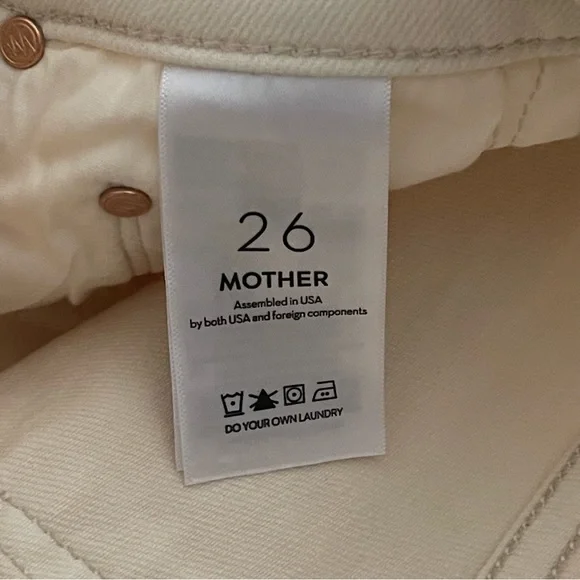 26
MOTHER
Assembled in USA
by both USA and foreign components
DO YOUR OWN LAUNDRY